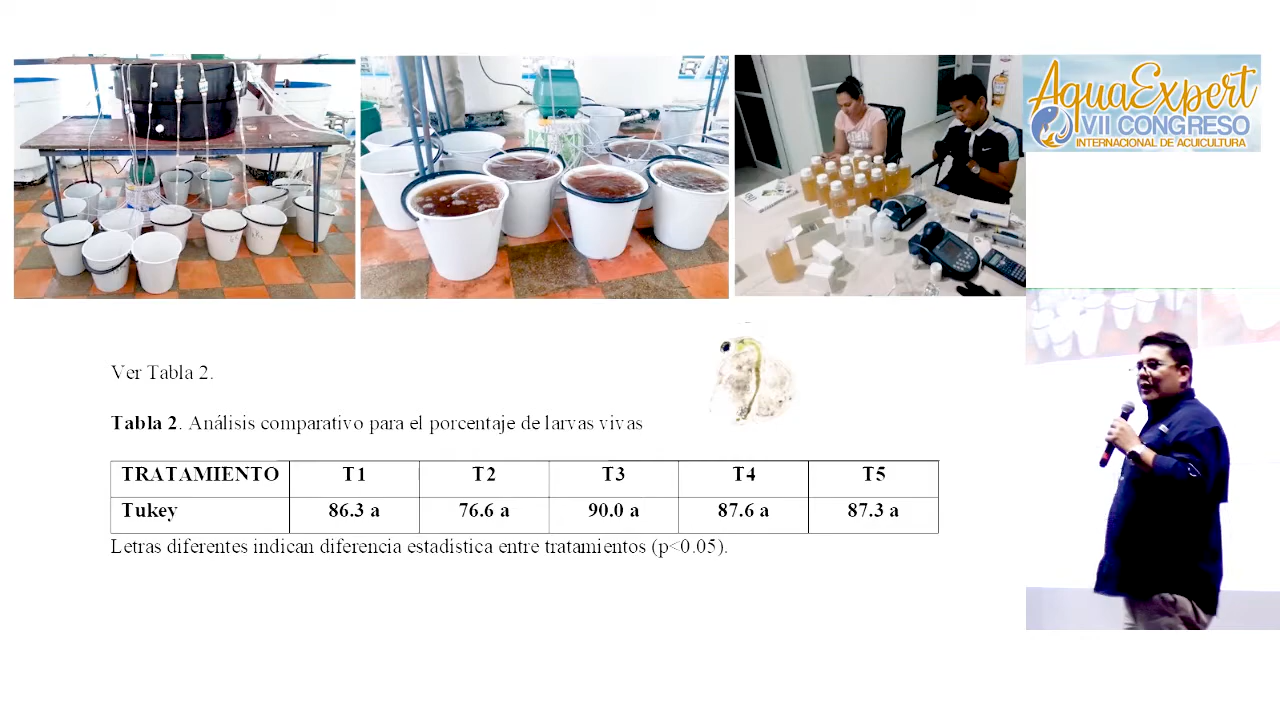 AquaExpert
VII CONGRESO
INTERNACIONAL DE ACUICULTURA
Ver Tabla 2.
Tabla 2. Análisis comparativo para el porcentaje de larvas vivas
TRATAMIENTO T1 T2 T3 T4 T5
Tukey 86.3 a 76.6 a 90.0 a 87.6 a 87.3 a
Letras diferentes indican diferencia estadística entre tratamientos (p<0.05).